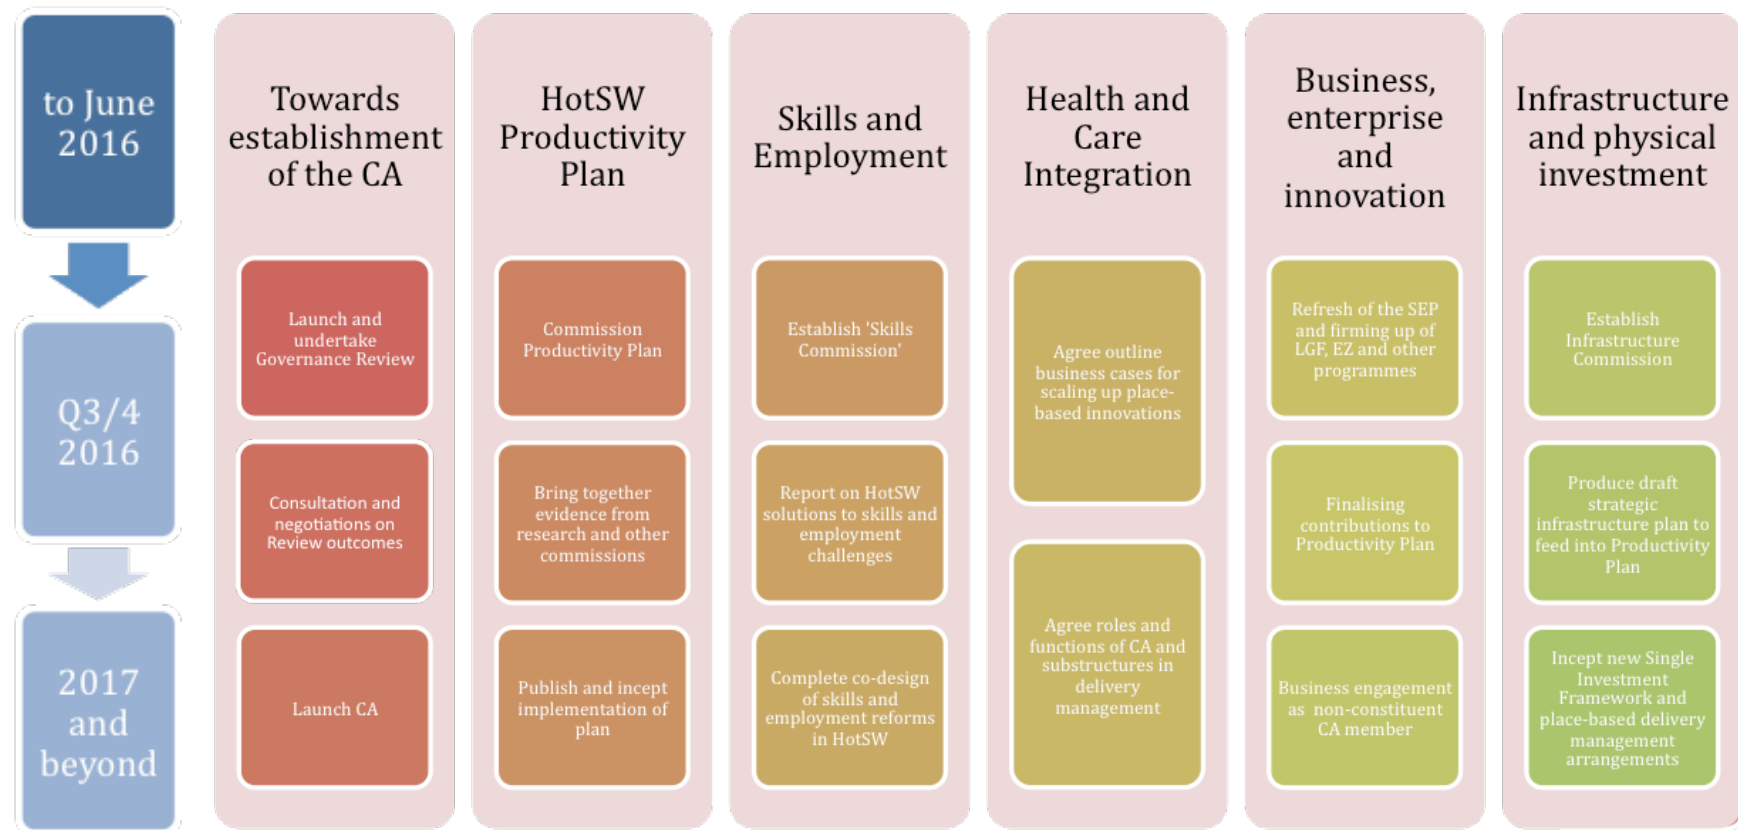 to June
2016
Q3/4
2016
2017
and
beyond
Towards
establishment
of the CA
Launch and
undertake
Governance Review
Consultation and
negotiations on
Review outcomes
Launch CA
HotSW
Productivity
Plan
Commission
Productivity Plan
Bring together
evidence from
research and other
commissions
Publish and incept
implementation of
plan
Skills and
Employment
Establish 'Skills
Commission'
Report on HotSW
solutions to skills and
employment
challenges
Complete co-design
of skills and
employment reforms
in HotSW
Health and
Care
Integration
Agree outline
business cases for
scaling up place-
based innovations
Agree roles and
functions of CA and
substructures in
delivery
management
Business,
enterprise
and
innovation
Refresh of the SEP
and firming up of
LGF, EZ and other
programmes
Finalising
contributions to
Productivity Plan
Business engagement
as non-constituent
CA member
Infrastructure
and physical
investment
Establish
Infrastructure
Commission
Produce draft
strategic
infrastructure plan to
feed into Productivity
Plan
Incept new Single
Investment
Framework and
place-based delivery
management
arrangements